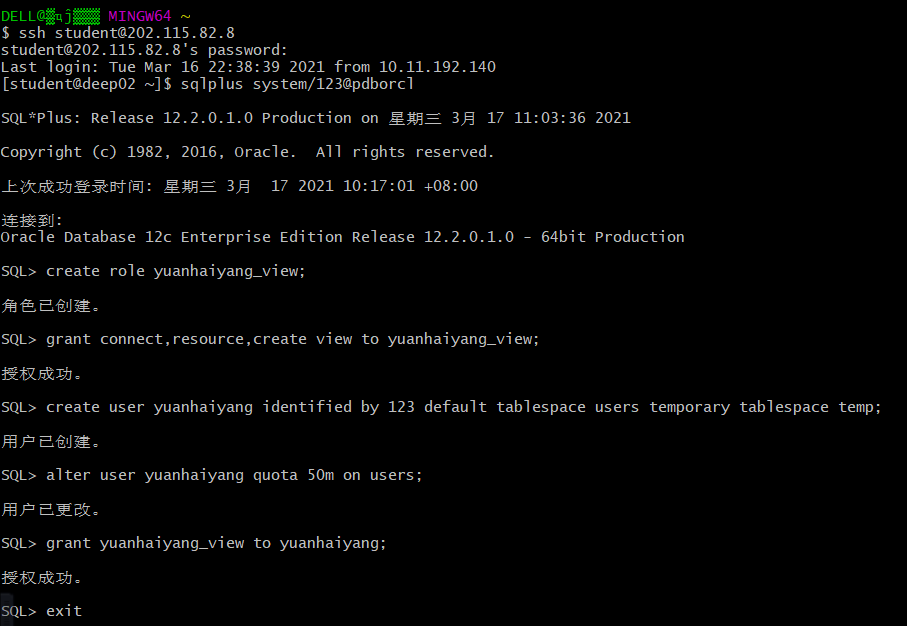 DELL@ MINGW64 ~
$ ssh student@202.115.82.8
student@202.115.82.8's password:
Last login: Tue Mar 16 22:38:39 2021 from 10.11.192.140
[student@deep02 ~]$ sqlplus system/123@pdborcl
SQL*Plus: Release 12.2.0.1.0 Production on 星期三 3月 17 11:03:36 2021
Copyright (c) 1982, 2016, Oracle.  All rights reserved.
上次成功登录时间: 星期三 3月  17 2021 10:17:01 +08:00
连接到:
Oracle Database 12c Enterprise Edition Release 12.2.0.1.0 - 64bit Production
SQL> create role yuanhaiyang_view;
角色已创建。
SQL> grant connect,resource,create view to yuanhaiyang_view;
授权成功。
SQL> create user yuanhaiyang identified by 123 default tablespace users temporary tablespace temp;
用户已创建。
SQL> alter user yuanhaiyang quota 50m on users;
用户已更改。
SQL> grant yuanhaiyang_view to yuanhaiyang;
授权成功。
SQL> exit